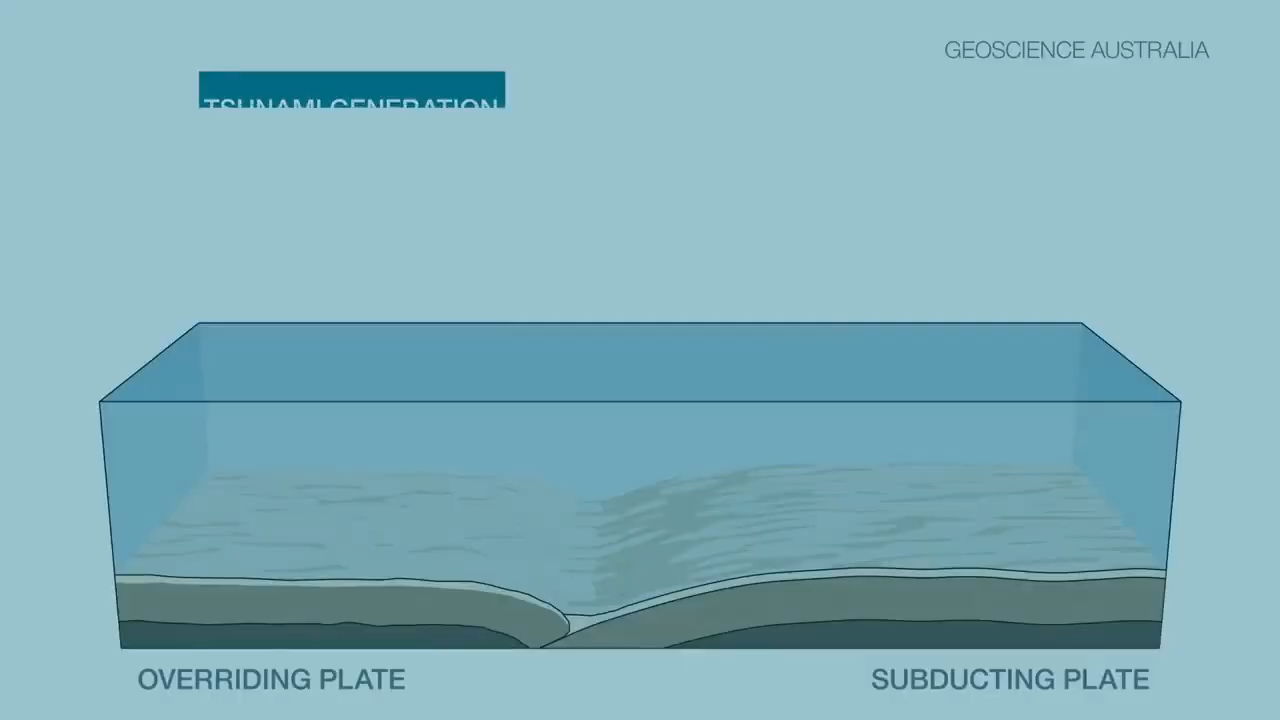 GEOSCIENCE AUSTRALIA
TSUNAMI GENERATION
OVERRIDING PLATE
SUBDUCTING PLATE